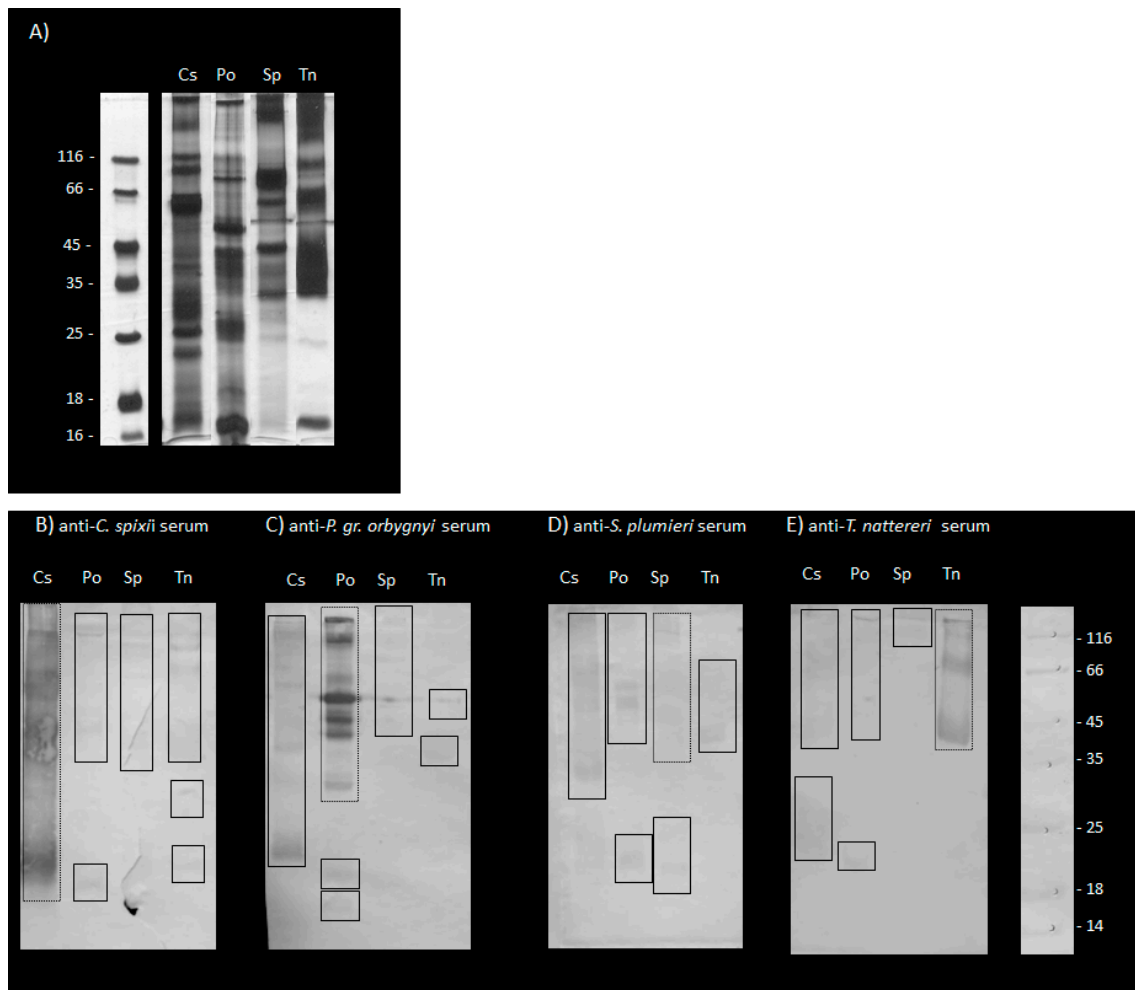 A)
Cs Po Sp Tn
116 -
66 -
45 -
35 -
25 -
18 -
16 -
B) anti-C. spixii serum
C) anti-P. gr. orbygnyi serum
D) anti-S. plumieri serum
E) anti-T. nattereri serum
Cs Po Sp Tn
Cs Po Sp Tn
Cs Po Sp Tn
Cs Po Sp Tn
- 116
- 66
- 45
- 35
- 25
- 18
- 14